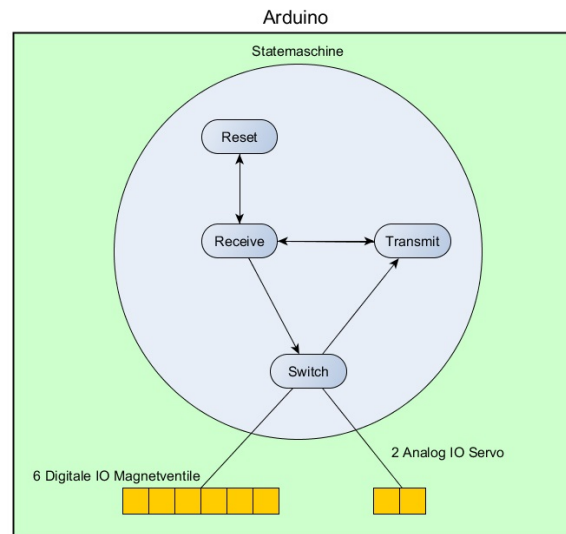 Arduino
Statemaschine
Reset
Receive
Transmit
Switch
2 Analog IO Servo
6 Digitale IO Magnetventile